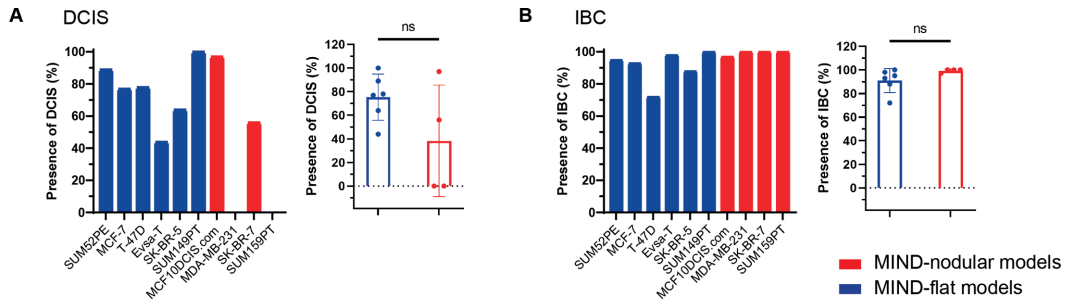 A DCIS
Presence of DCIS (%)
100
80
60
40
20
0
SUM52PE
MCF-7
T-47D
Evsa-T
SK-BR-5
SUM149PT
MCF10DCIS.com
MDA-MB-231
SK-BR-7
SUM159PT
ns
Presence of DCIS (%)
120
100
80
60
40
20
0
B IBC
Presence of IBC (%)
100
80
60
40
20
0
SUM52PE
MCF-7
T-47D
Evsa-T
SK-BR-5
SUM149PT
MCF10DCIS.com
MDA-MB-231
SK-BR-7
SUM159PT
ns
Presence of IBC (%)
120
100
80
60
40
20
0
MIND-nodular models
MIND-flat models